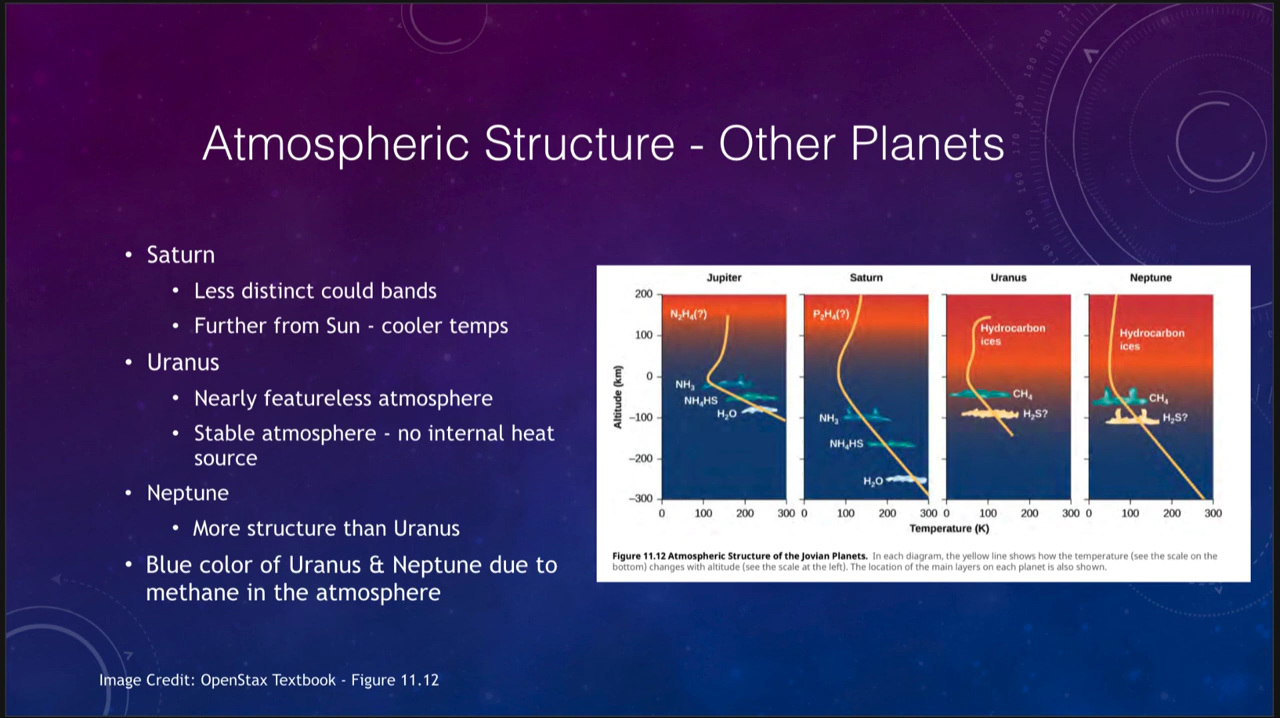 Atmospheric Structure - Other Planets
• Saturn
• Less distinct could bands
• Further from Sun - cooler temps
• Uranus
• Nearly featureless atmosphere
• Stable atmosphere - no internal heat
source
• Neptune
• More structure than Uranus
• Blue color of Uranus & Neptune due to
methane in the atmosphere
Image Credit: OpenStax Textbook - Figure 11.12
Jupiter Saturn Uranus Neptune
Altitude (km)
200
100
0
–100
–200
–300
N₂H₄(?)
NH₃
NH₄HS
H₂O
0 100 200 300
P₂H₄(?)
NH₃
NH₄HS
H₂O
0 100 200 300
Hydrocarbon
ices
CH₄
H₂S?
0 100 200 300
Hydrocarbon
ices
CH₄
H₂S?
0 100 200 300
Temperature (K)
Figure 11.12 Atmospheric Structure of the Jovian Planets. In each diagram, the yellow line shows how the temperature (see the scale on the
bottom) changes with altitude (see the scale at the left). The location of the main layers on each planet is also shown.
210
200
190
180
170
160
150